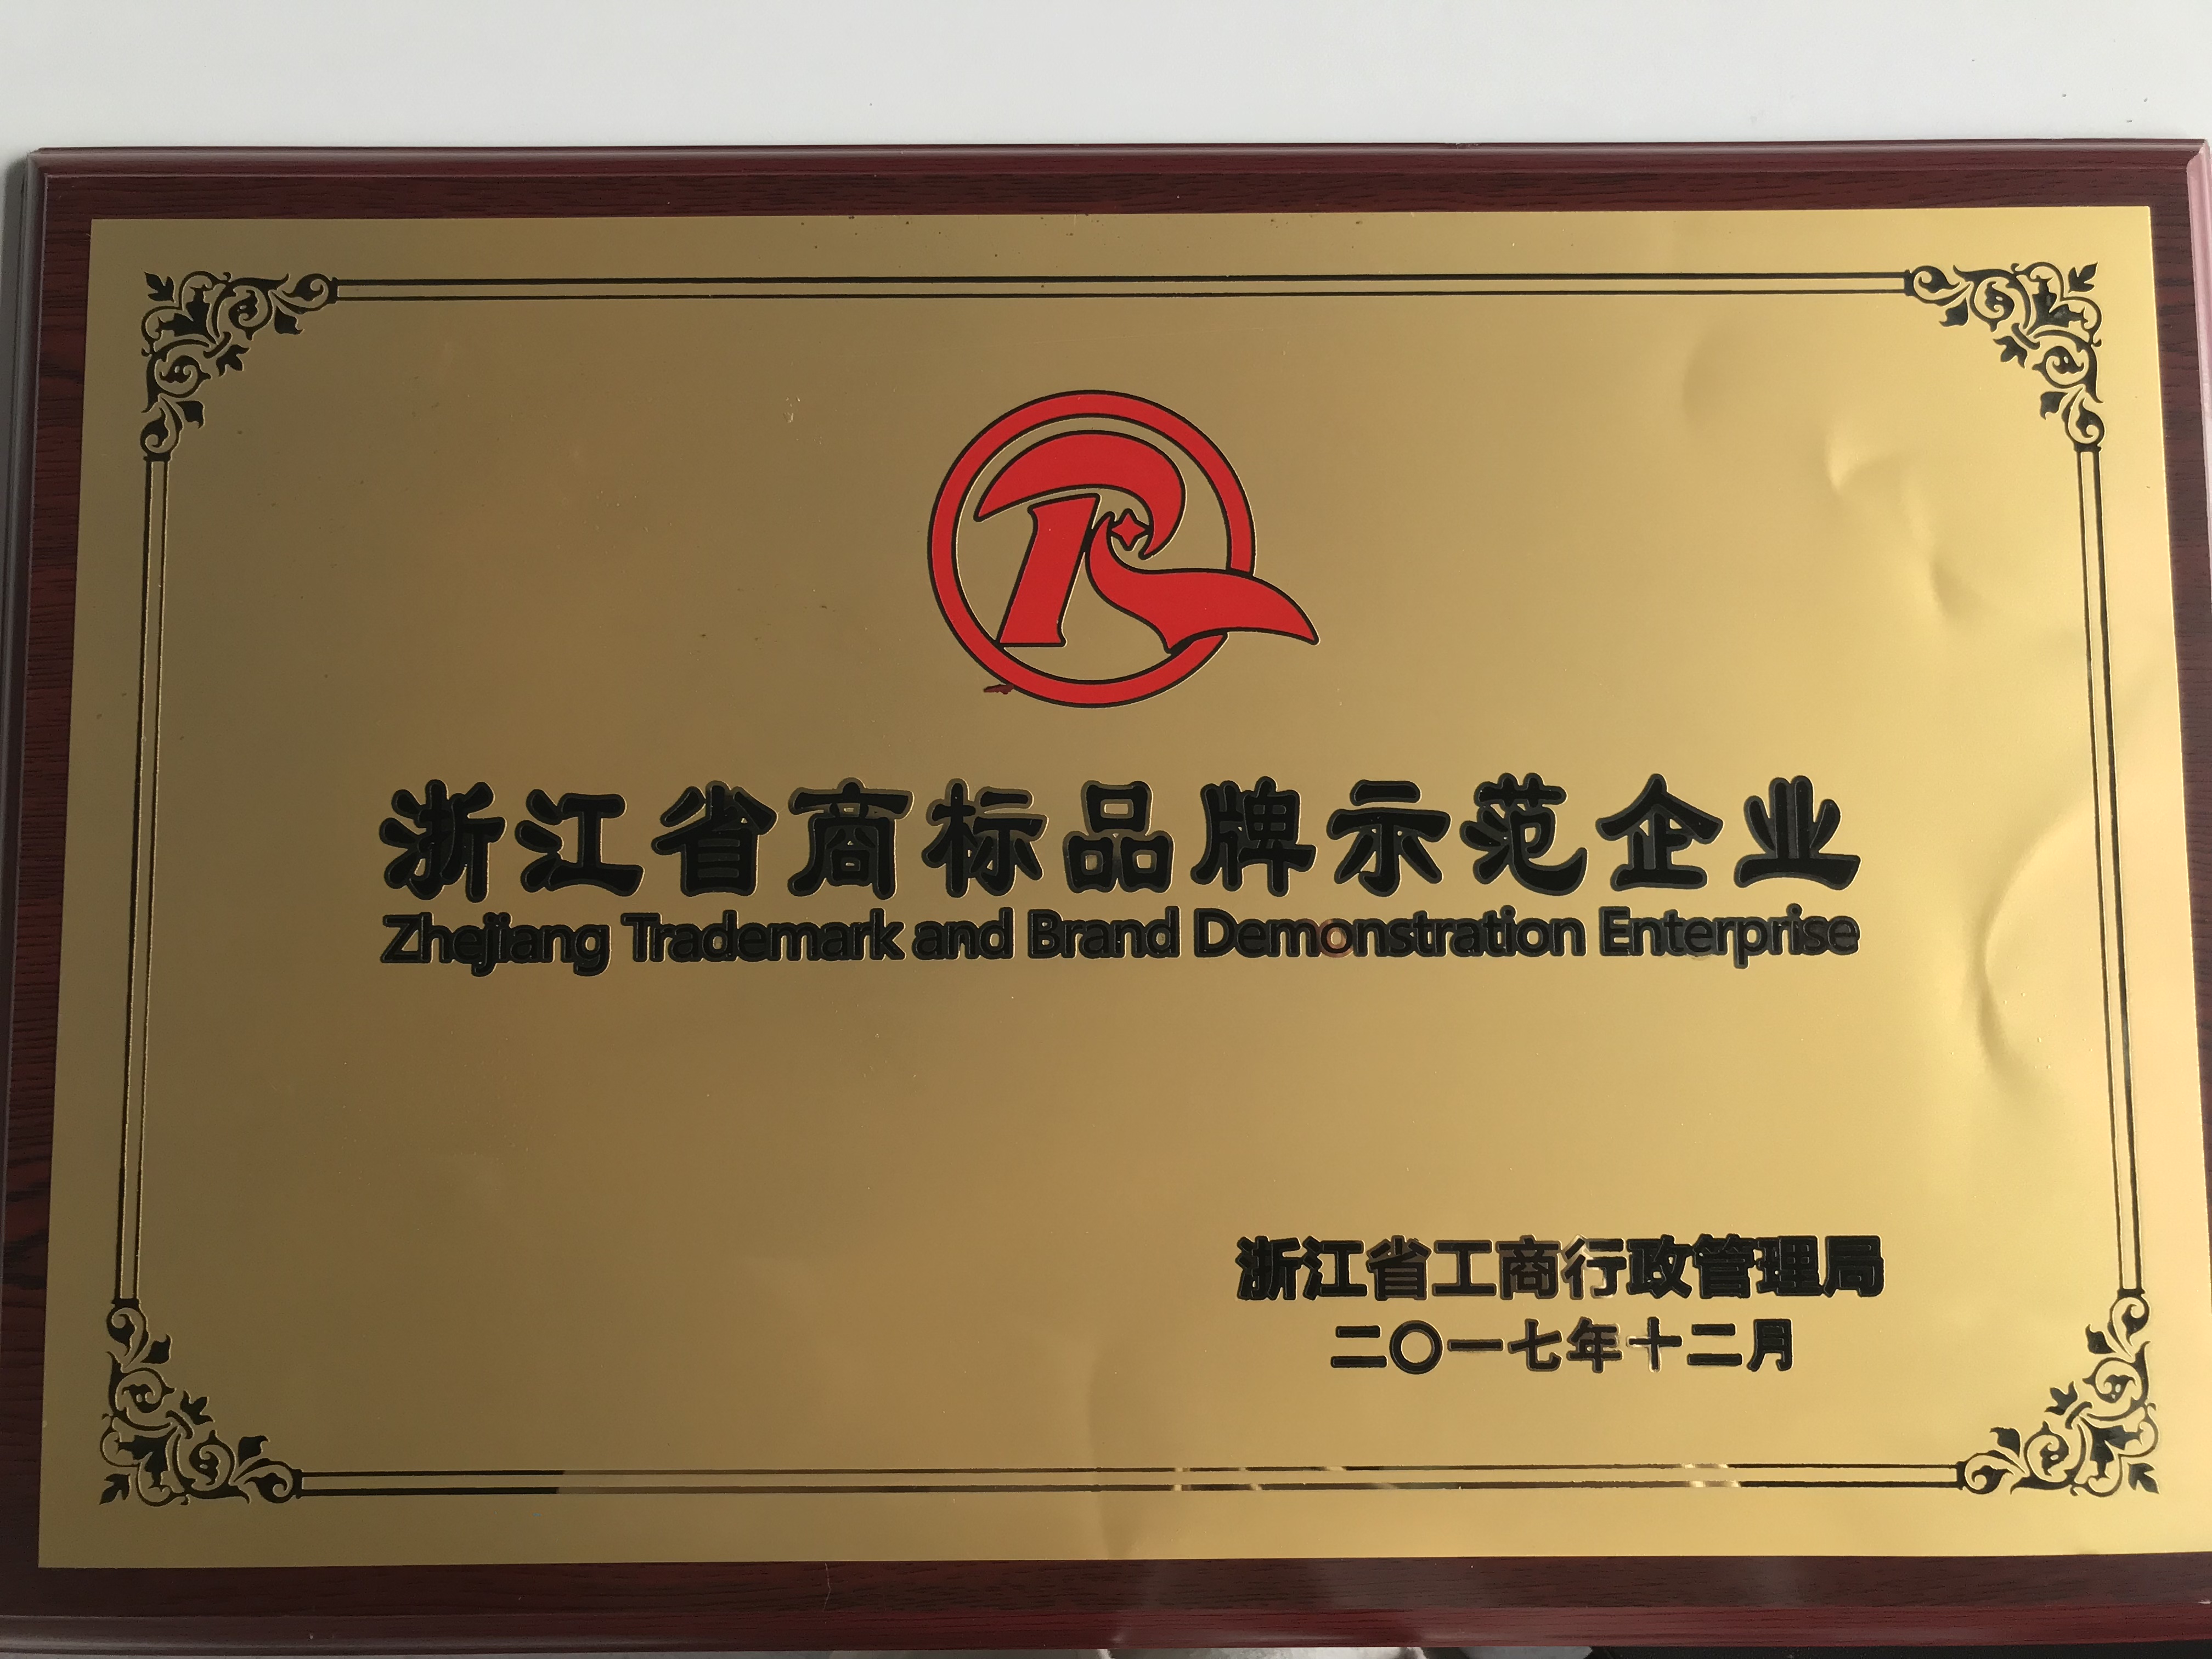 浙江省商标品牌示范企业
Zhejiang Trademark and Brand Demonstration Enterprise
浙江省工商行政管理局
二〇一七年十二月